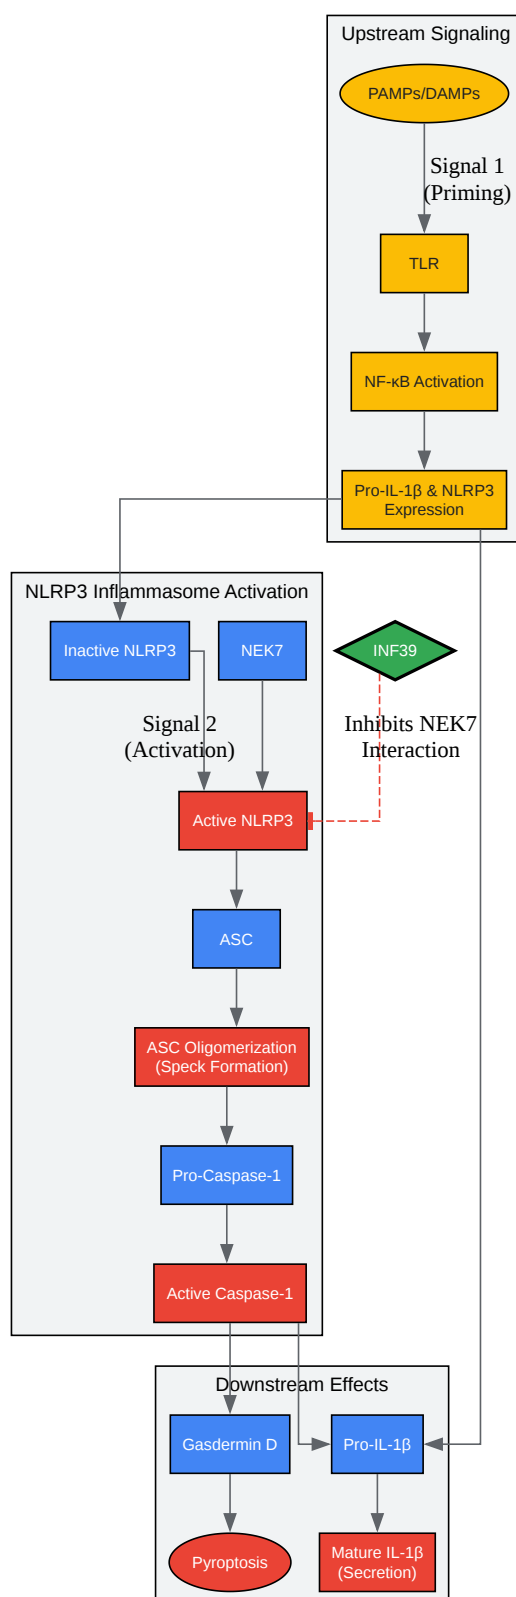 Upstream Signaling
PAMPs/DAMPs
Signal 1
(Priming)
TLR
NF-κB Activation
Pro-IL-1β & NLRP3
Expression
NLRP3 Inflammasome Activation
Inactive NLRP3
NEK7
INF39
Signal 2
(Activation)
Inhibits NEK7
Interaction
Active NLRP3
ASC
ASC Oligomerization
(Speck Formation)
Pro-Caspase-1
Active Caspase-1
Downstream Effects
Gasdermin D
Pro-IL-1β
Pyroptosis
Mature IL-1β
(Secretion)